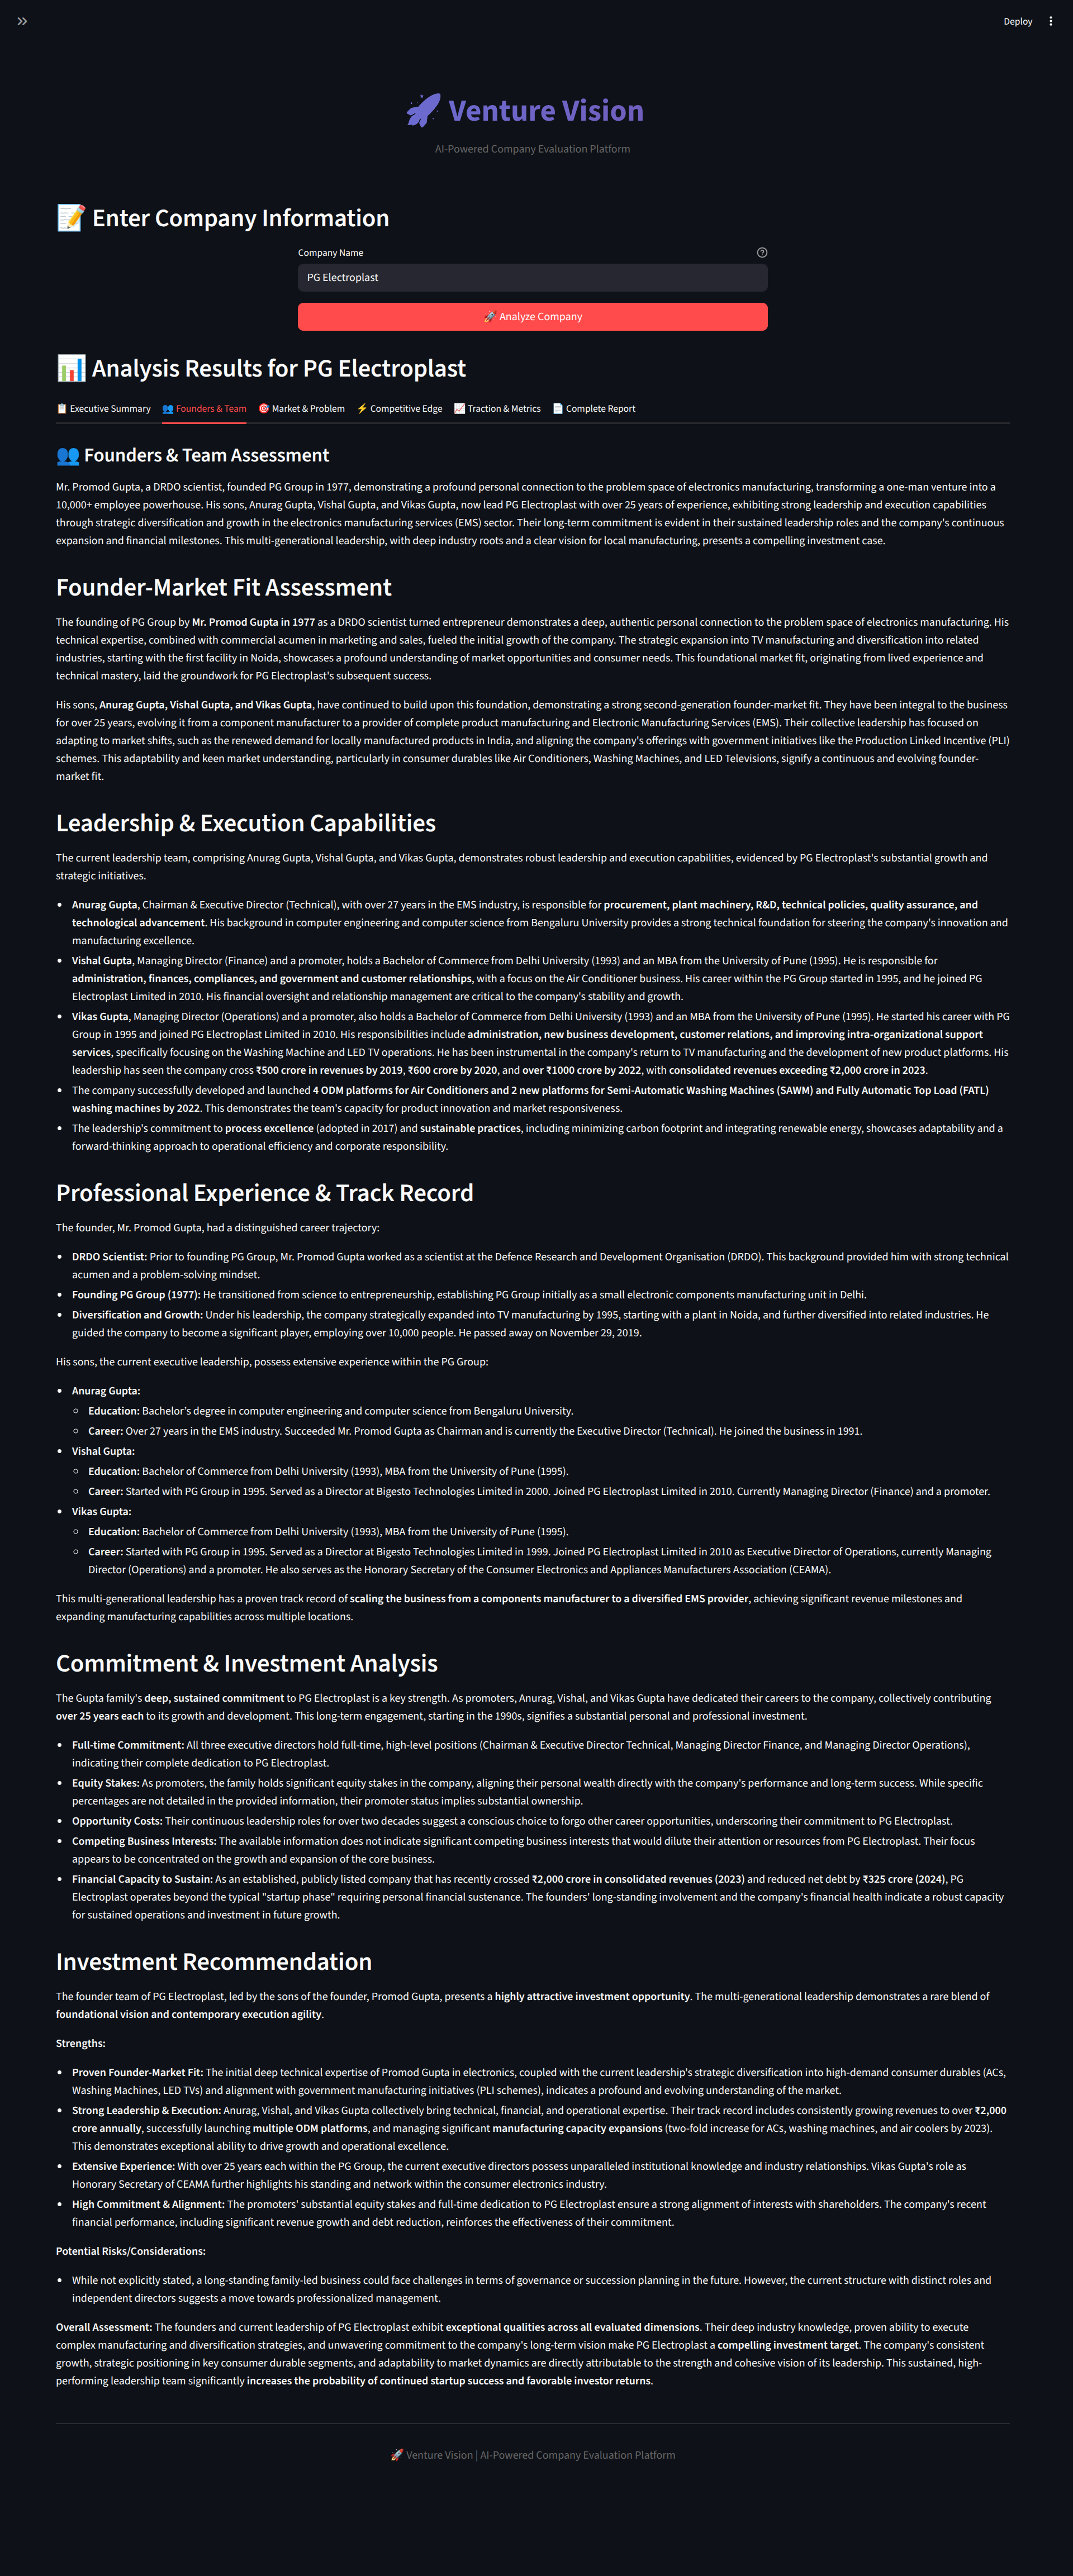 Deploy
Venture Vision
AI-Powered Company Evaluation Platform
Enter Company Information
Company Name
PG Electroplast
Analyze Company
Analysis Results for PG Electroplast
Executive Summary
Founders & Team
Market & Problem
Competitive Edge
Traction & Metrics
Complete Report
Founders & Team Assessment
Mr. Promod Gupta, a DRDO scientist, founded PG Group in 1977, demonstrating a profound personal connection to the problem space of electronics manufacturing, transforming a one-man venture into a
10,000+ employee powerhouse. His sons, Anurag Gupta, Vishal Gupta, and Vikas Gupta, now lead PG Electroplast with over 25 years of experience, exhibiting strong leadership and execution capabilities
through strategic diversification and growth in the electronics manufacturing services (EMS) sector. Their long-term commitment is evident in their sustained leadership roles and the company's continuous
expansion and financial milestones. This multi-generational leadership, with deep industry roots and a clear vision for local manufacturing, presents a compelling investment case.
Founder-Market Fit Assessment
The founding of PG Group by Mr. Promod Gupta in 1977 as a DRDO scientist turned entrepreneur demonstrates a deep, authentic personal connection to the problem space of electronics manufacturing. His
technical expertise, combined with commercial acumen in marketing and sales, fueled the initial growth of the company. The strategic expansion into TV manufacturing and diversification into related
industries, starting with the first facility in Noida, showcases a profound understanding of market opportunities and consumer needs. This foundational market fit, originating from lived experience and
technical mastery, laid the groundwork for PG Electroplast's subsequent success.
His sons, Anurag Gupta, Vishal Gupta, and Vikas Gupta, have continued to build upon this foundation, demonstrating a strong second-generation founder-market fit. They have been integral to the business
for over 25 years, evolving it from a component manufacturer to a provider of complete product manufacturing and Electronic Manufacturing Services (EMS). Their collective leadership has focused on
adapting to market shifts, such as the renewed demand for locally manufactured products in India, and aligning the company's offerings with government initiatives like the Production Linked Incentive (PLI)
schemes. This adaptability and keen market understanding, particularly in consumer durables like Air Conditioners, Washing Machines, and LED Televisions, signify a continuous and evolving founder-
market fit.
Leadership & Execution Capabilities
The current leadership team, comprising Anurag Gupta, Vishal Gupta, and Vikas Gupta, demonstrates robust leadership and execution capabilities, evidenced by PG Electroplast's substantial growth and
strategic initiatives.
• Anurag Gupta, Chairman & Executive Director (Technical), with over 27 years in the EMS industry, is responsible for procurement, plant machinery, R&D, technical policies, quality assurance, and
technological advancement. His background in computer engineering and computer science from Bengaluru University provides a strong technical foundation for steering the company's innovation and
manufacturing excellence.
• Vishal Gupta, Managing Director (Finance) and a promoter, holds a Bachelor of Commerce from Delhi University (1993) and an MBA from the University of Pune (1995). He is responsible for
administration, finances, compliances, and government and customer relationships, with a focus on the Air Conditioner business. His career within the PG Group started in 1995, and he joined PG
Electroplast Limited in 2010. His financial oversight and relationship management are critical to the company's stability and growth.
• Vikas Gupta, Managing Director (Operations) and a promoter, also holds a Bachelor of Commerce from Delhi University (1993) and an MBA from the University of Pune (1995). He started his career with PG
Group in 1995 and joined PG Electroplast Limited in 2010. His responsibilities include administration, new business development, customer relations, and improving intra-organizational support
services, specifically focusing on the Washing Machine and LED TV operations. He has been instrumental in the company's return to TV manufacturing and the development of new product platforms. His
leadership has seen the company cross ₹500 crore in revenues by 2019, ₹600 crore by 2020, and over ₹1000 crore by 2022, with consolidated revenues exceeding ₹2,000 crore in 2023.
• The company successfully developed and launched 4 ODM platforms for Air Conditioners and 2 new platforms for Semi-Automatic Washing Machines (SAWM) and Fully Automatic Top Load (FATL)
washing machines by 2022. This demonstrates the team's capacity for product innovation and market responsiveness.
• The leadership's commitment to process excellence (adopted in 2017) and sustainable practices, including minimizing carbon footprint and integrating renewable energy, showcases adaptability and a
forward-thinking approach to operational efficiency and corporate responsibility.
Professional Experience & Track Record
The founder, Mr. Promod Gupta, had a distinguished career trajectory:
• DRDO Scientist: Prior to founding PG Group, Mr. Promod Gupta worked as a scientist at the Defence Research and Development Organisation (DRDO). This background provided him with strong technical
acumen and a problem-solving mindset.
• Founding PG Group (1977): He transitioned from science to entrepreneurship, establishing PG Group initially as a small electronic components manufacturing unit in Delhi.
• Diversification and Growth: Under his leadership, the company strategically expanded into TV manufacturing by 1995, starting with a plant in Noida, and further diversified into related industries. He
guided the company to become a significant player, employing over 10,000 people. He passed away on November 29, 2019.
His sons, the current executive leadership, possess extensive experience within the PG Group:
• Anurag Gupta:
○ Education: Bachelor's degree in computer engineering and computer science from Bengaluru University.
○ Career: Over 27 years in the EMS industry. Succeeded Mr. Promod Gupta as Chairman and is currently the Executive Director (Technical). He joined the business in 1991.
• Vishal Gupta:
○ Education: Bachelor of Commerce from Delhi University (1993), MBA from the University of Pune (1995).
○ Career: Started with PG Group in 1995. Served as a Director at Bigesto Technologies Limited in 2000. Joined PG Electroplast Limited in 2010. Currently Managing Director (Finance) and a promoter.
• Vikas Gupta:
○ Education: Bachelor of Commerce from Delhi University (1993), MBA from the University of Pune (1995).
○ Career: Started with PG Group in 1995. Served as a Director at Bigesto Technologies Limited in 1999. Joined PG Electroplast Limited in 2010 as Executive Director of Operations, currently Managing
Director (Operations) and a promoter. He also serves as the Honorary Secretary of the Consumer Electronics and Appliances Manufacturers Association (CEAMA).
This multi-generational leadership has a proven track record of scaling the business from a components manufacturer to a diversified EMS provider, achieving significant revenue milestones and
expanding manufacturing capabilities across multiple locations.
Commitment & Investment Analysis
The Gupta family's deep, sustained commitment to PG Electroplast is a key strength. As promoters, Anurag, Vishal, and Vikas Gupta have dedicated their careers to the company, collectively contributing
over 25 years each to its growth and development. This long-term engagement, starting in the 1990s, signifies a substantial personal and professional investment.
• Full-time Commitment: All three executive directors hold full-time, high-level positions (Chairman & Executive Director Technical, Managing Director Finance, and Managing Director Operations),
indicating their complete dedication to PG Electroplast.
• Equity Stakes: As promoters, the family holds significant equity stakes in the company, aligning their personal wealth directly with the company's performance and long-term success. While specific
percentages are not detailed in the provided information, their promoter status implies substantial ownership.
• Opportunity Costs: Their continuous leadership roles for over two decades suggest a conscious choice to forgo other career opportunities, underscoring their commitment to PG Electroplast.
• Competing Business Interests: The available information does not indicate significant competing business interests that would dilute their attention or resources from PG Electroplast. Their focus
appears to be concentrated on the growth and expansion of the core business.
• Financial Capacity to Sustain: As an established, publicly listed company that has recently crossed ₹2,000 crore in consolidated revenues (2023) and reduced net debt by ₹325 crore (2024), PG
Electroplast operates beyond the typical "startup phase" requiring personal financial sustenance. The founders' long-standing involvement and the company's financial health indicate a robust capacity
for sustained operations and investment in future growth.
Investment Recommendation
The founder team of PG Electroplast, led by the sons of the founder, Promod Gupta, presents a highly attractive investment opportunity. The multi-generational leadership demonstrates a rare blend of
foundational vision and contemporary execution agility.
Strengths:
• Proven Founder-Market Fit: The initial deep technical expertise of Promod Gupta in electronics, coupled with the current leadership's strategic diversification into high-demand consumer durables (ACs,
Washing Machines, LED TVs) and alignment with government manufacturing initiatives (PLI schemes), indicates a profound and evolving understanding of the market.
• Strong Leadership & Execution: Anurag, Vishal, and Vikas Gupta collectively bring technical, financial, and operational expertise. Their track record includes consistently growing revenues to over ₹2,000
crore annually, successfully launching multiple ODM platforms, and managing significant manufacturing capacity expansions (two-fold increase for ACs, washing machines, and air coolers by 2023).
This demonstrates exceptional ability to drive growth and operational excellence.
• Extensive Experience: With over 25 years each within the PG Group, the current executive directors possess unparalleled institutional knowledge and industry relationships. Vikas Gupta's role as
Honorary Secretary of CEAMA further highlights his standing and network within the consumer electronics industry.
• High Commitment & Alignment: The promoters' substantial equity stakes and full-time dedication to PG Electroplast ensure a strong alignment of interests with shareholders. The company's recent
financial performance, including significant revenue growth and debt reduction, reinforces the effectiveness of their commitment.
Potential Risks/Considerations:
• While not explicitly stated, a long-standing family-led business could face challenges in terms of governance or succession planning in the future. However, the current structure with distinct roles and
independent directors suggests a move towards professionalized management.
Overall Assessment: The founders and current leadership of PG Electroplast exhibit exceptional qualities across all evaluated dimensions. Their deep industry knowledge, proven ability to execute
complex manufacturing and diversification strategies, and unwavering commitment to the company's long-term vision make PG Electroplast a compelling investment target. The company's consistent
growth, strategic positioning in key consumer durable segments, and adaptability to market dynamics are directly attributable to the strength and cohesive vision of its leadership. This sustained, high-
performing leadership team significantly increases the probability of continued startup success and favorable investor returns.
Venture Vision | AI-Powered Company Evaluation Platform